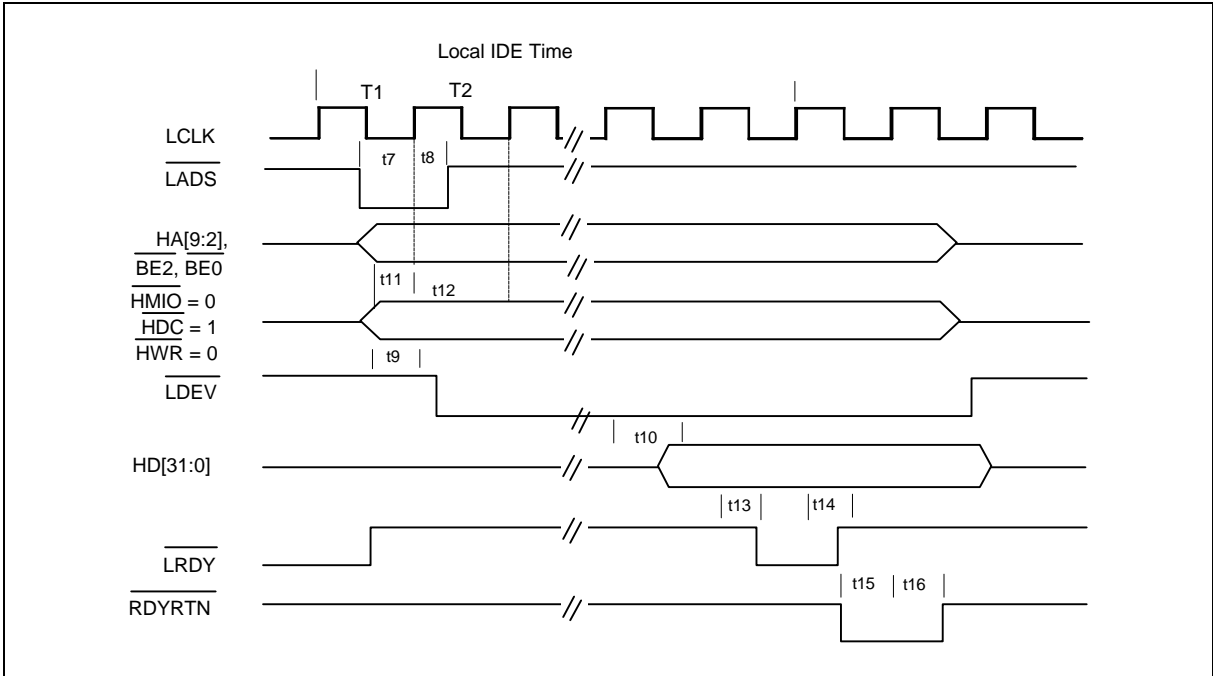 Local IDE Time
T1 T2
LCLK
t7 t8
LADS
HA[9:2],
BE2, BE0
t11
t12
HMIO = 0
HDC = 1
HWR = 0
t9
LDEV
t10
HD[31:0]
t13 t14
LRDY
t15 t16
RDYRTN